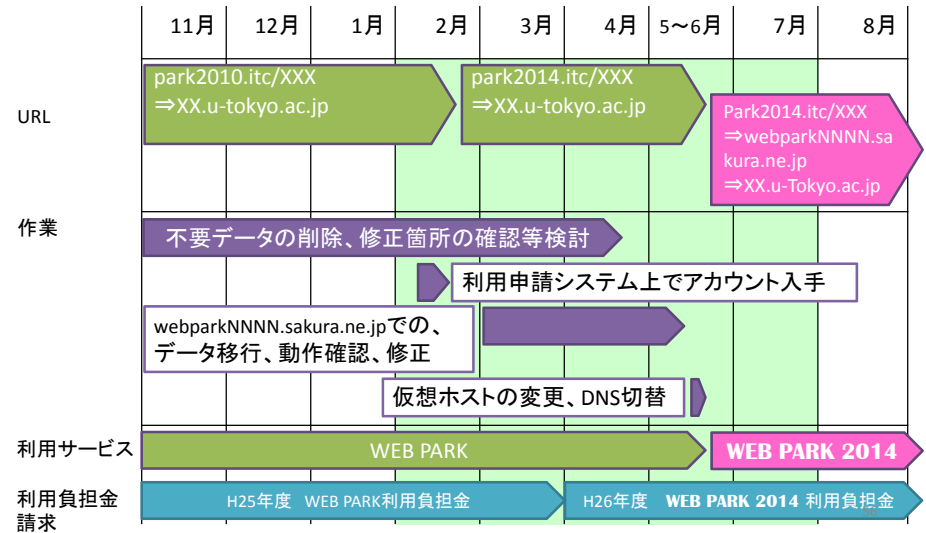 11月 12月 1月 2月 3月 4月 5～6月 7月 8月
URL
park2010.itc/XXX
⇒XX.u-tokyo.ac.jp
park2014.itc/XXX
⇒XX.u-tokyo.ac.jp
Park2014.itc/XXX
⇒webparkNNNN.sa
kura.ne.jp
⇒XX.u-Tokyo.ac.jp
作業
不要データの削除、修正箇所の確認等検討
利用申請システム上でアカウント入手
webparkNNNN.sakura.ne.jpでの、
データ移行、動作確認、修正
仮想ホストの変更、DNS切替
利用サービス
WEB PARK
WEB PARK 2014
利用負担金
請求
H25年度 WEB PARK利用負担金
H26年度 WEB PARK 2014 利用負担金